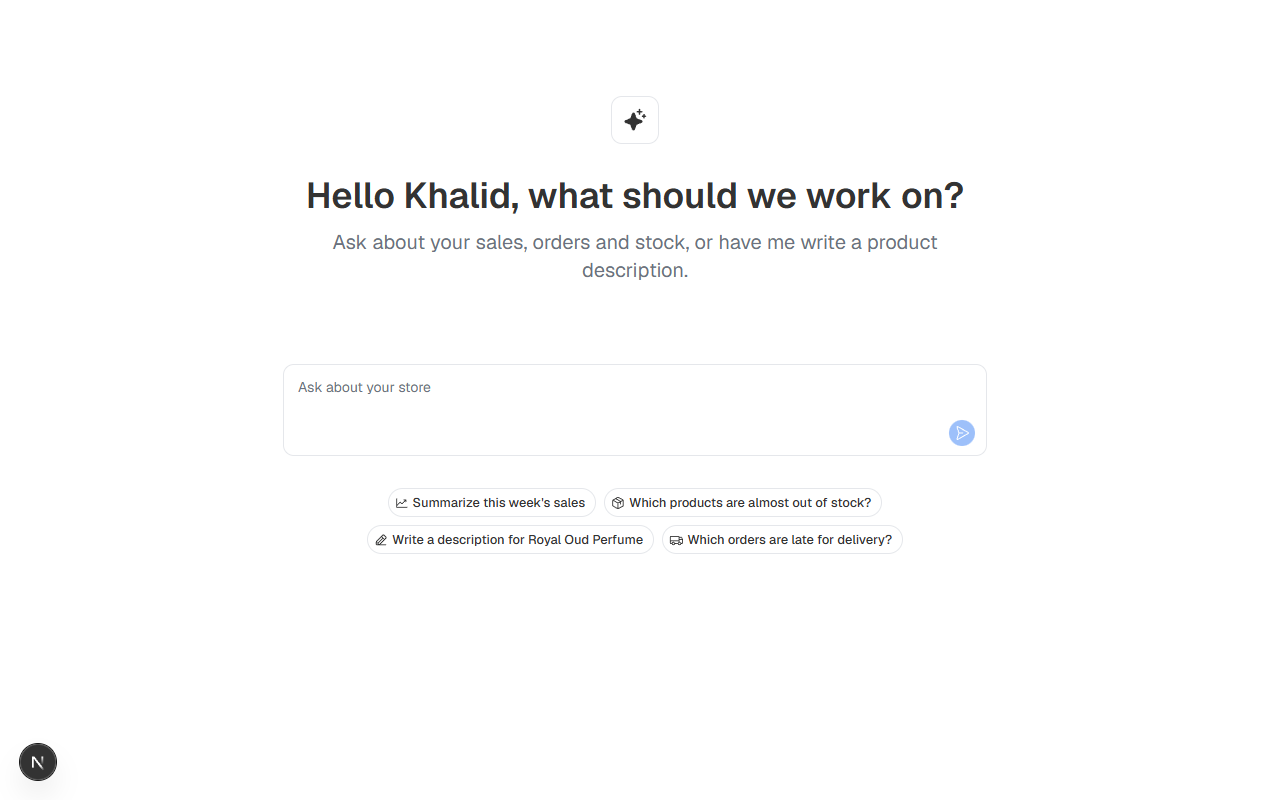 Hello Khalid, what should we work on?
Ask about your sales, orders and stock, or have me write a product
description.
Ask about your store
Summarize this week's sales
Which products are almost out of stock?
Write a description for Royal Oud Perfume
Which orders are late for delivery?
N